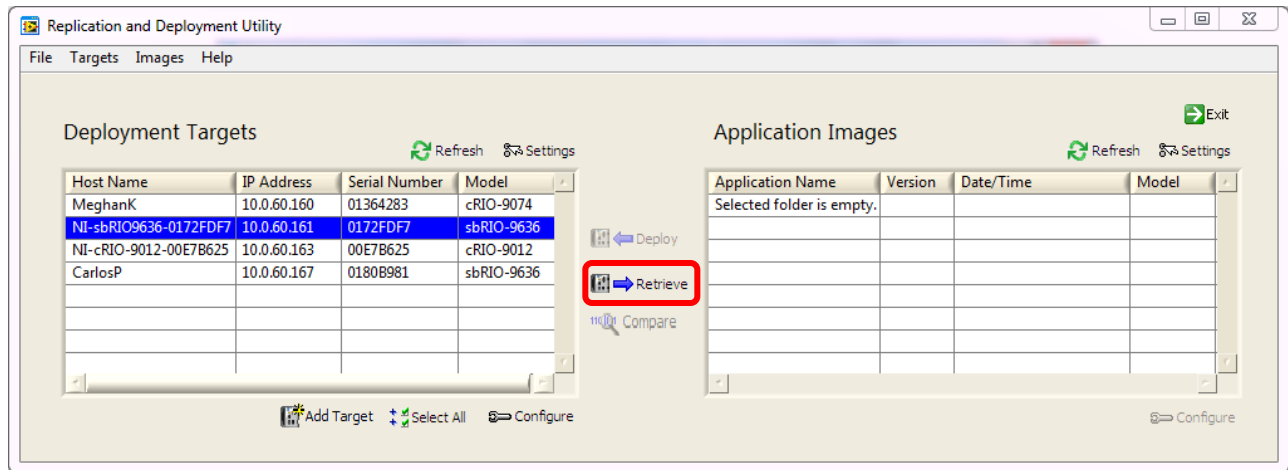 Replication and Deployment Utility
File Targets Images Help
Exit
Deployment Targets
Refresh Settings
Host Name IP Address Serial Number Model
MeghanK 10.0.60.160 01364283 cRIO-9074
NI-sbRIO9636-0172FDF7 10.0.60.161 0172FDF7 sbRIO-9636
NI-cRIO-9012-00E7B625 10.0.60.163 00E7B625 cRIO-9012
CarlosP 10.0.60.167 0180B981 sbRIO-9636
Add Target Select All Configure
Deploy
Retrieve
Compare
Application Images
Refresh Settings
Application Name Version Date/Time Model
Selected folder is empty.
Configure